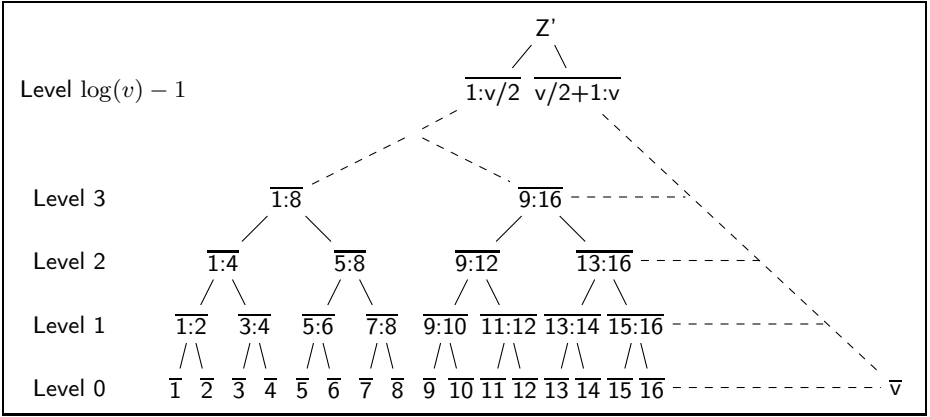 Z'
Level log(v) − 1 1:v/2 v/2+1:v
Level 3 1:8 9:16
Level 2 1:4 5:8 9:12 13:16
Level 1 1:2 3:4 5:6 7:8 9:10 11:12 13:14 15:16
Level 0 1 2 3 4 5 6 7 8 9 10 11 12 13 14 15 16 v